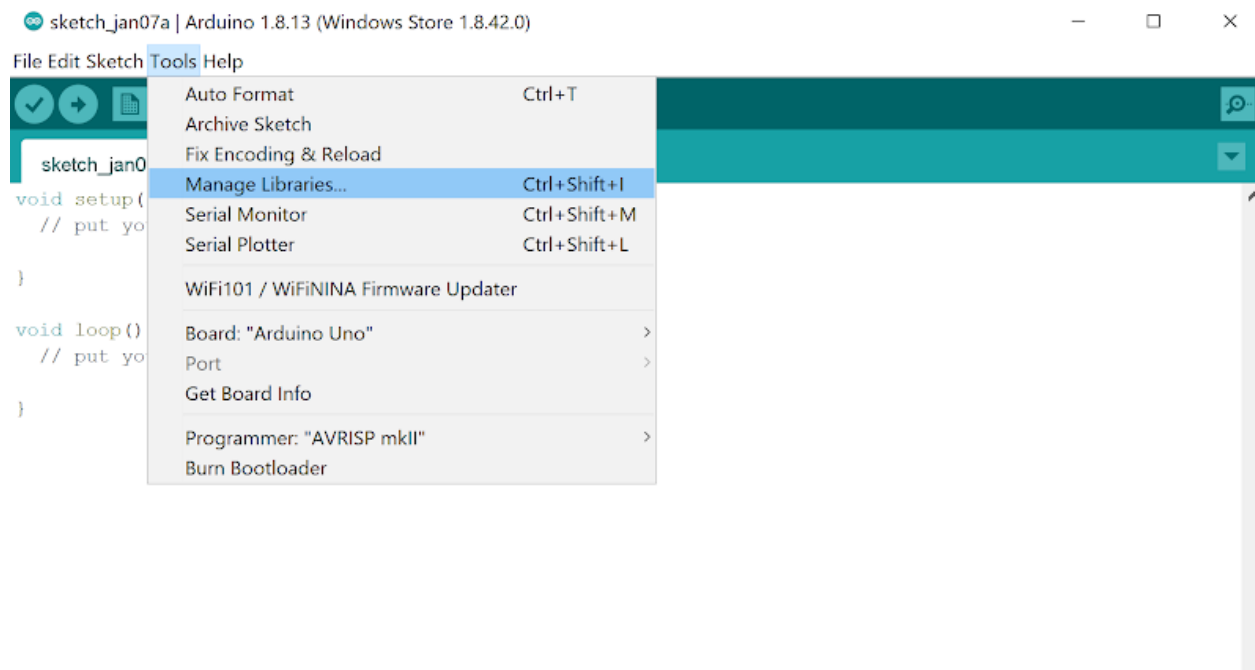 sketch_jan07a | Arduino 1.8.13 (Windows Store 1.8.42.0)
File Edit Sketch Tools Help
Auto Format Ctrl+T
Archive Sketch
Fix Encoding & Reload
sketch_jan0
Manage Libraries... Ctrl+Shift+I
void setup(
Serial Monitor Ctrl+Shift+M
// put yo
Serial Plotter Ctrl+Shift+L
}
WiFi101 / WiFiNINA Firmware Updater
void loop()
Board: "Arduino Uno"
// put yo
Port
Get Board Info
}
Programmer: "AVRISP mkII"
Burn Bootloader